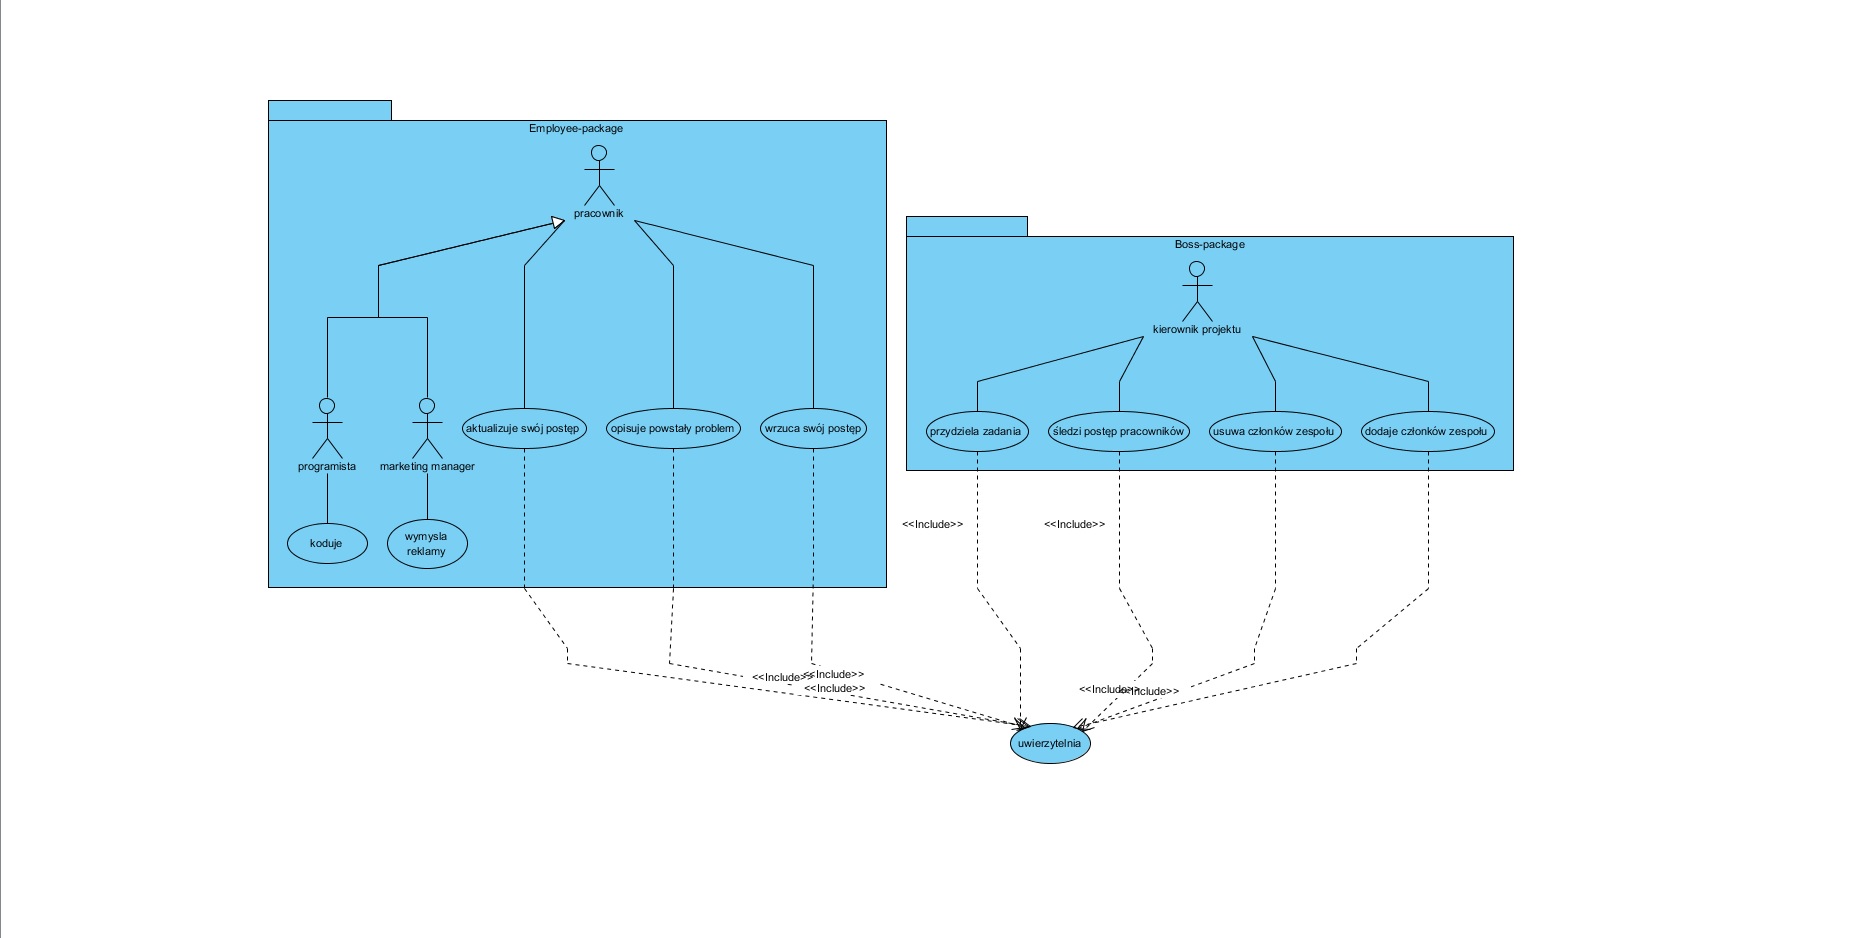 Employee-package
pracownik
Boss-package
kierownik projektu
programista
marketing manager
aktualizuje swój postęp
opisuje powstały problem
wrzuca swój postęp
przydziela zadania
śledzi postęp pracowników
usuwa członków zespołu
dodaje członków zespołu
koduje
wymysla
reklamy
<<Include>>
<<Include>>
<<Include>>
<<Include>>
<<Include>>
<<Include>>
<<Include>>
uwierzytelnia